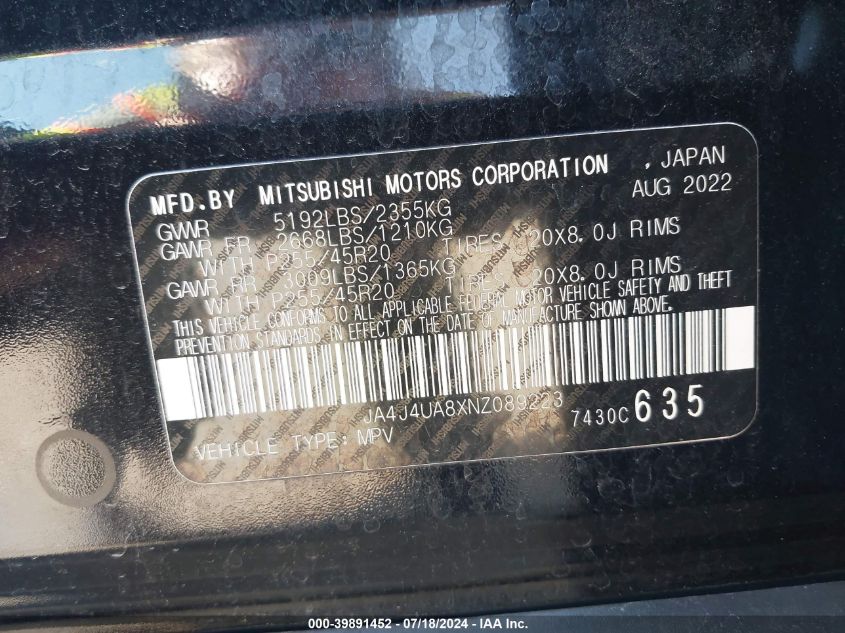 MFD.BY MITSUBISHI MOTORS CORPORATION , JAPAN
AUG 2022
GVWR 5192LBS/2355KG
GAWR FR 2668LBS/1210KG
WITH P255/45R20 TIRES 20X8.0J RIMS
GAWR RR 3009LBS/1365KG
WITH P255/45R20 TIRES 20X8.0J RIMS
THIS VEHICLE CONFORMS TO ALL APPLICABLE FEDERAL MOTOR VEHICLE SAFETY AND THEFT
PREVENTION STANDARDS IN EFFECT ON THE DATE OF MANUFACTURE SHOWN ABOVE.
JA4J4UA8XNZ089223
7430C 635
VEHICLE TYPE: MPV
000-39891452 - 07/18/2024 - IAA Inc.